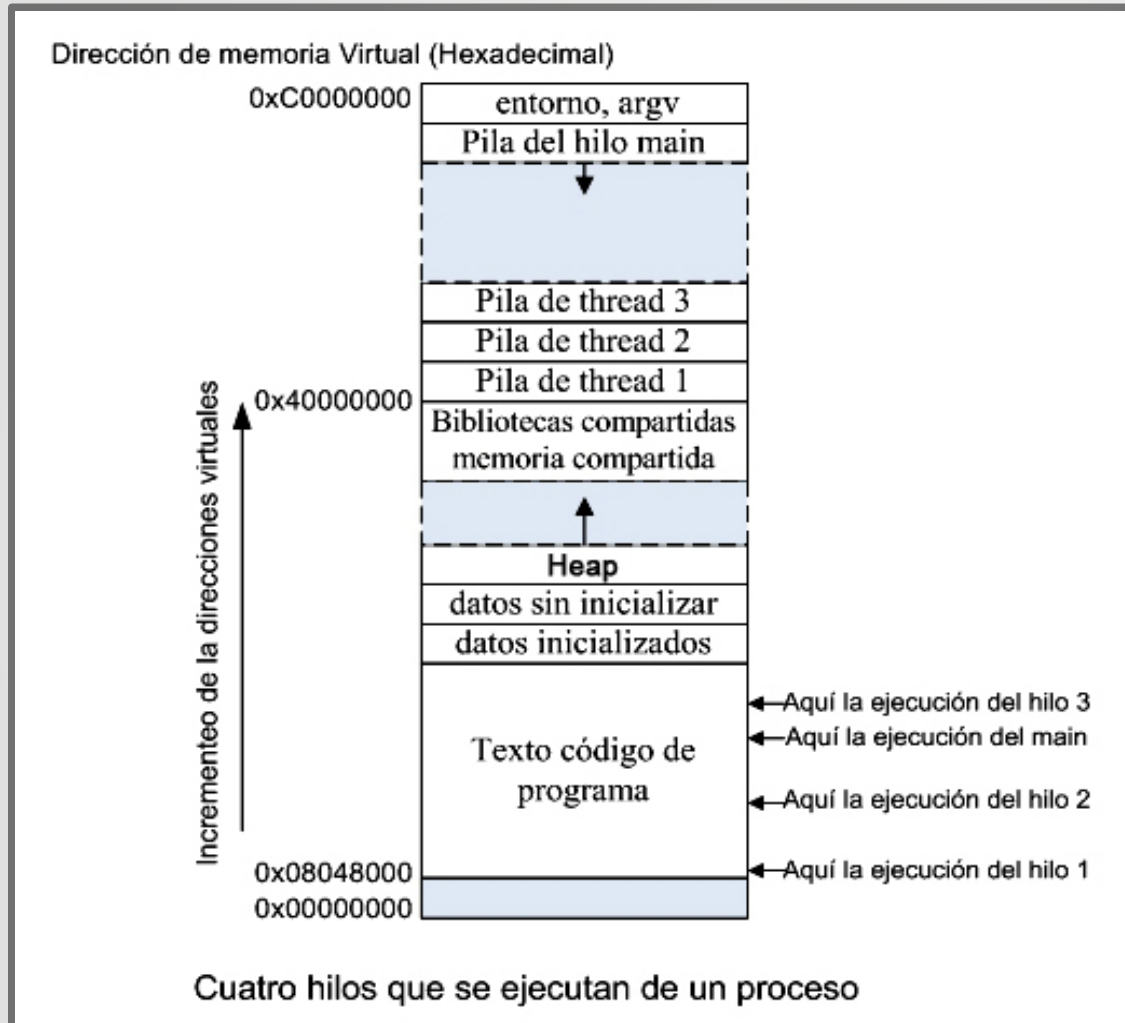 Dirección de memoria Virtual (Hexadecimal)
0xC0000000
entorno, argv
Pila del hilo main
Pila de thread 3
Pila de thread 2
Pila de thread 1
0x40000000
Bibliotecas compartidas
memoria compartida
Incrementeo de la direcciones virtuales
Heap
datos sin inicializar
datos inicializados
Texto código de
programa
Aquí la ejecución del hilo 3
Aquí la ejecución del main
Aquí la ejecución del hilo 2
Aquí la ejecución del hilo 1
0x08048000
0x00000000
Cuatro hilos que se ejecutan de un proceso